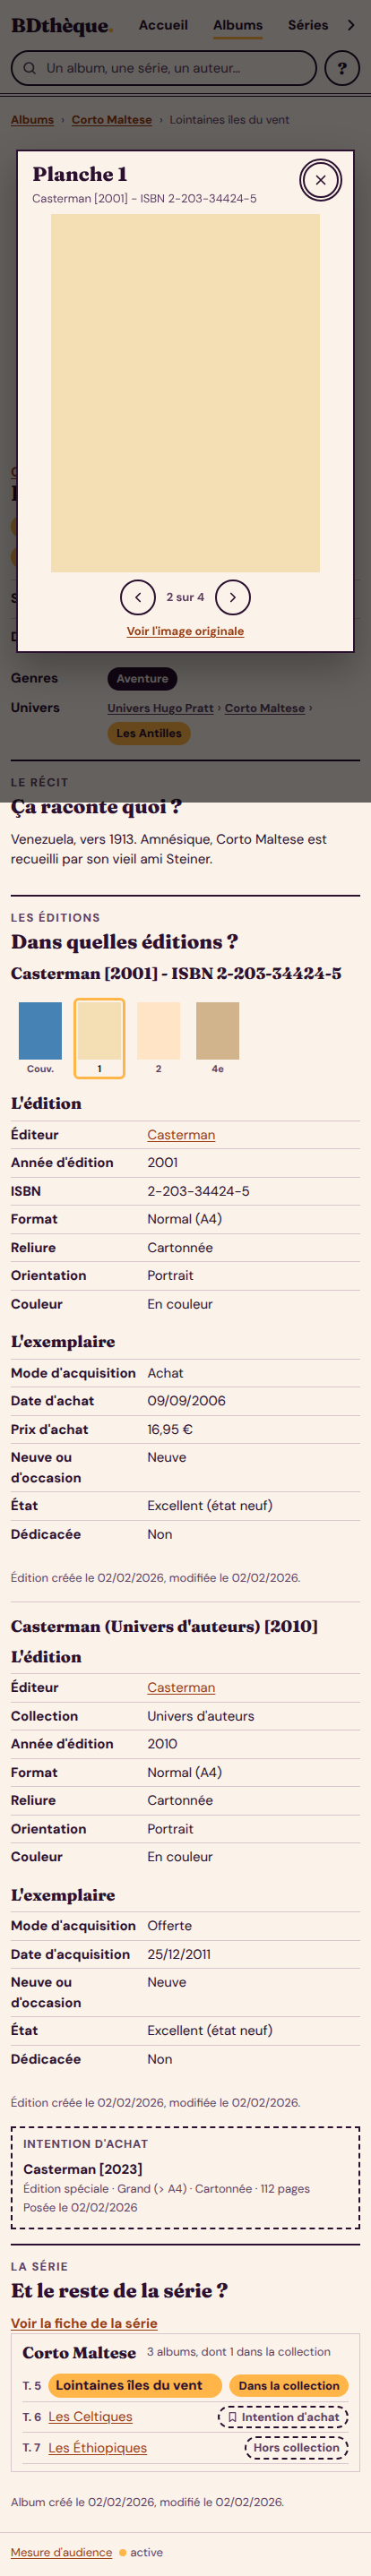 BDthèque.
Accueil
Albums
Séries
Un album, une série, un auteur...
?
Albums › Corto Maltese › Lointaines îles du vent
Planche 1
Casterman [2001] - ISBN 2-203-34424-5
2 sur 4
Voir l'image originale
Genres
Aventure
Univers
Univers Hugo Pratt › Corto Maltese ›
Les Antilles
LE RÉCIT
Ça raconte quoi ?
Venezuela, vers 1913. Amnésique, Corto Maltese est
recueilli par son vieil ami Steiner.
LES ÉDITIONS
Dans quelles éditions ?
Casterman [2001] - ISBN 2-203-34424-5
Couv.
1
2
4e
L'édition
Éditeur Casterman
Année d'édition 2001
ISBN 2-203-34424-5
Format Normal (A4)
Reliure Cartonnée
Orientation Portrait
Couleur En couleur
L'exemplaire
Mode d'acquisition Achat
Date d'achat 09/09/2006
Prix d'achat 16,95 €
Neuve ou Neuve
d'occasion
État Excellent (état neuf)
Dédicacée Non
Édition créée le 02/02/2026, modifiée le 02/02/2026.
Casterman (Univers d'auteurs) [2010]
L'édition
Éditeur Casterman
Collection Univers d'auteurs
Année d'édition 2010
Format Normal (A4)
Reliure Cartonnée
Orientation Portrait
Couleur En couleur
L'exemplaire
Mode d'acquisition Offerte
Date d'acquisition 25/12/2011
Neuve ou Neuve
d'occasion
État Excellent (état neuf)
Dédicacée Non
Édition créée le 02/02/2026, modifiée le 02/02/2026.
INTENTION D'ACHAT
Casterman [2023]
Édition spéciale · Grand (> A4) · Cartonnée · 112 pages
Posée le 02/02/2026
LA SÉRIE
Et le reste de la série ?
Voir la fiche de la série
Corto Maltese 3 albums, dont 1 dans la collection
T. 5 Lointaines îles du vent Dans la collection
T. 6 Les Celtiques Intention d'achat
T. 7 Les Éthiopiques Hors collection
Album créé le 02/02/2026, modifié le 02/02/2026.
Mesure d'audience active